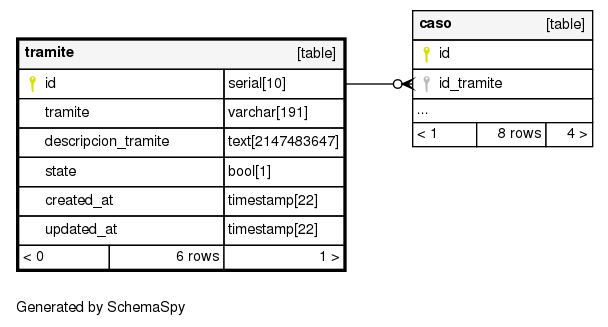 tramite [table]
id serial[10]
tramite varchar[191]
descripcion_tramite text[2147483647]
state bool[1]
created_at timestamp[22]
updated_at timestamp[22]
< 0 6 rows 1 >
caso [table]
id
id_tramite
...
< 1 8 rows 4 >
Generated by SchemaSpy